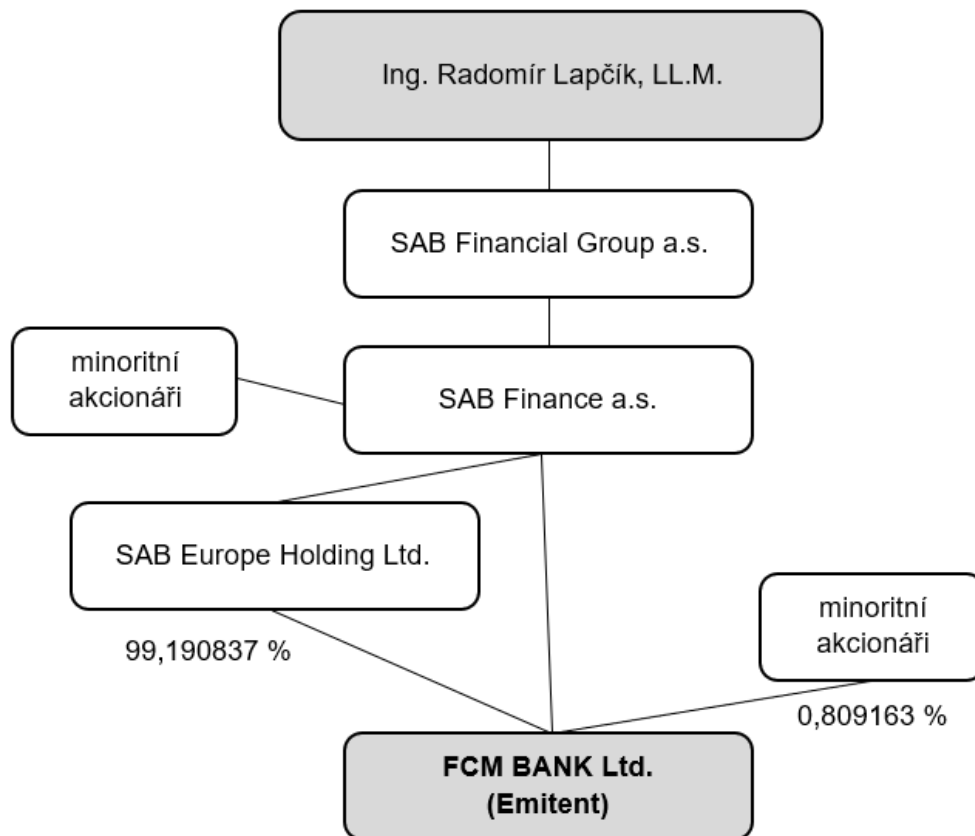 Ing. Radomír Lapčík, LL.M.
SAB Financial Group a.s.
minoritní
akcionáři
SAB Finance a.s.
SAB Europe Holding Ltd.
minoritní
akcionáři
99,190837 %
0,809163 %
FCM BANK Ltd.
(Emitent)